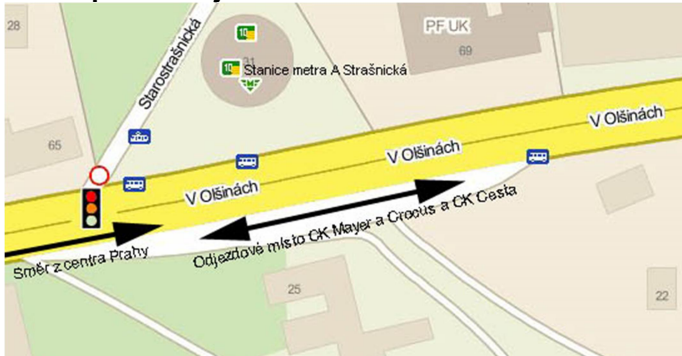 28
PF UK
69
31
Stanice metra A Strašnická
Starostrašnická
65
V Olšinách
V Olšinách
V Olšinách
Směr z centra Prahy
Odjezdové místo CK Mayer a Crocus a CK Cesta
25
22